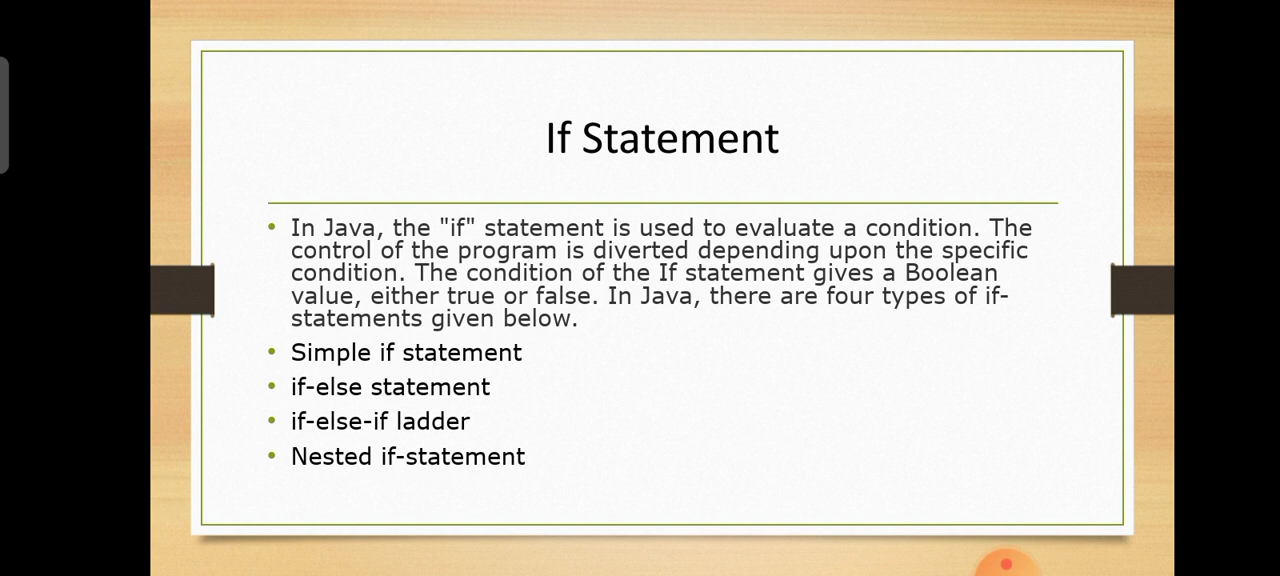 If Statement
• In Java, the "if" statement is used to evaluate a condition. The
control of the program is diverted depending upon the specific
condition. The condition of the If statement gives a Boolean
value, either true or false. In Java, there are four types of if-
statements given below.
• Simple if statement
• if-else statement
• if-else-if ladder
• Nested if-statement